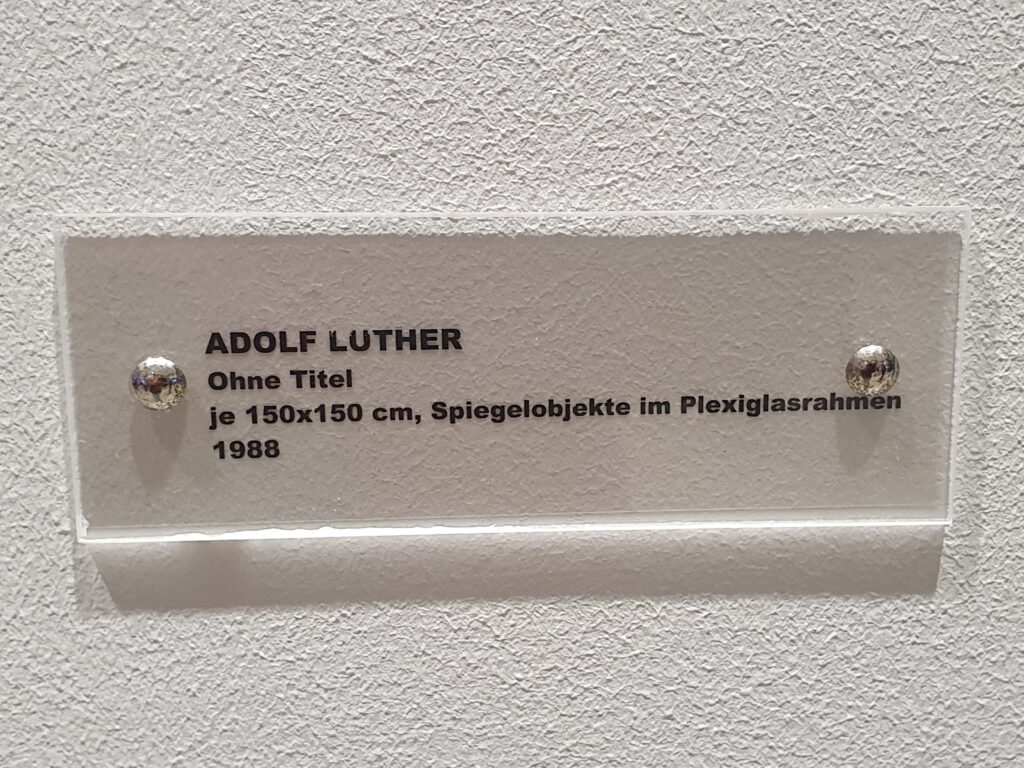 ADOLF LUTHER
Ohne Titel
je 150x150 cm, Spiegelobjekte im Plexiglasrahmen
1988